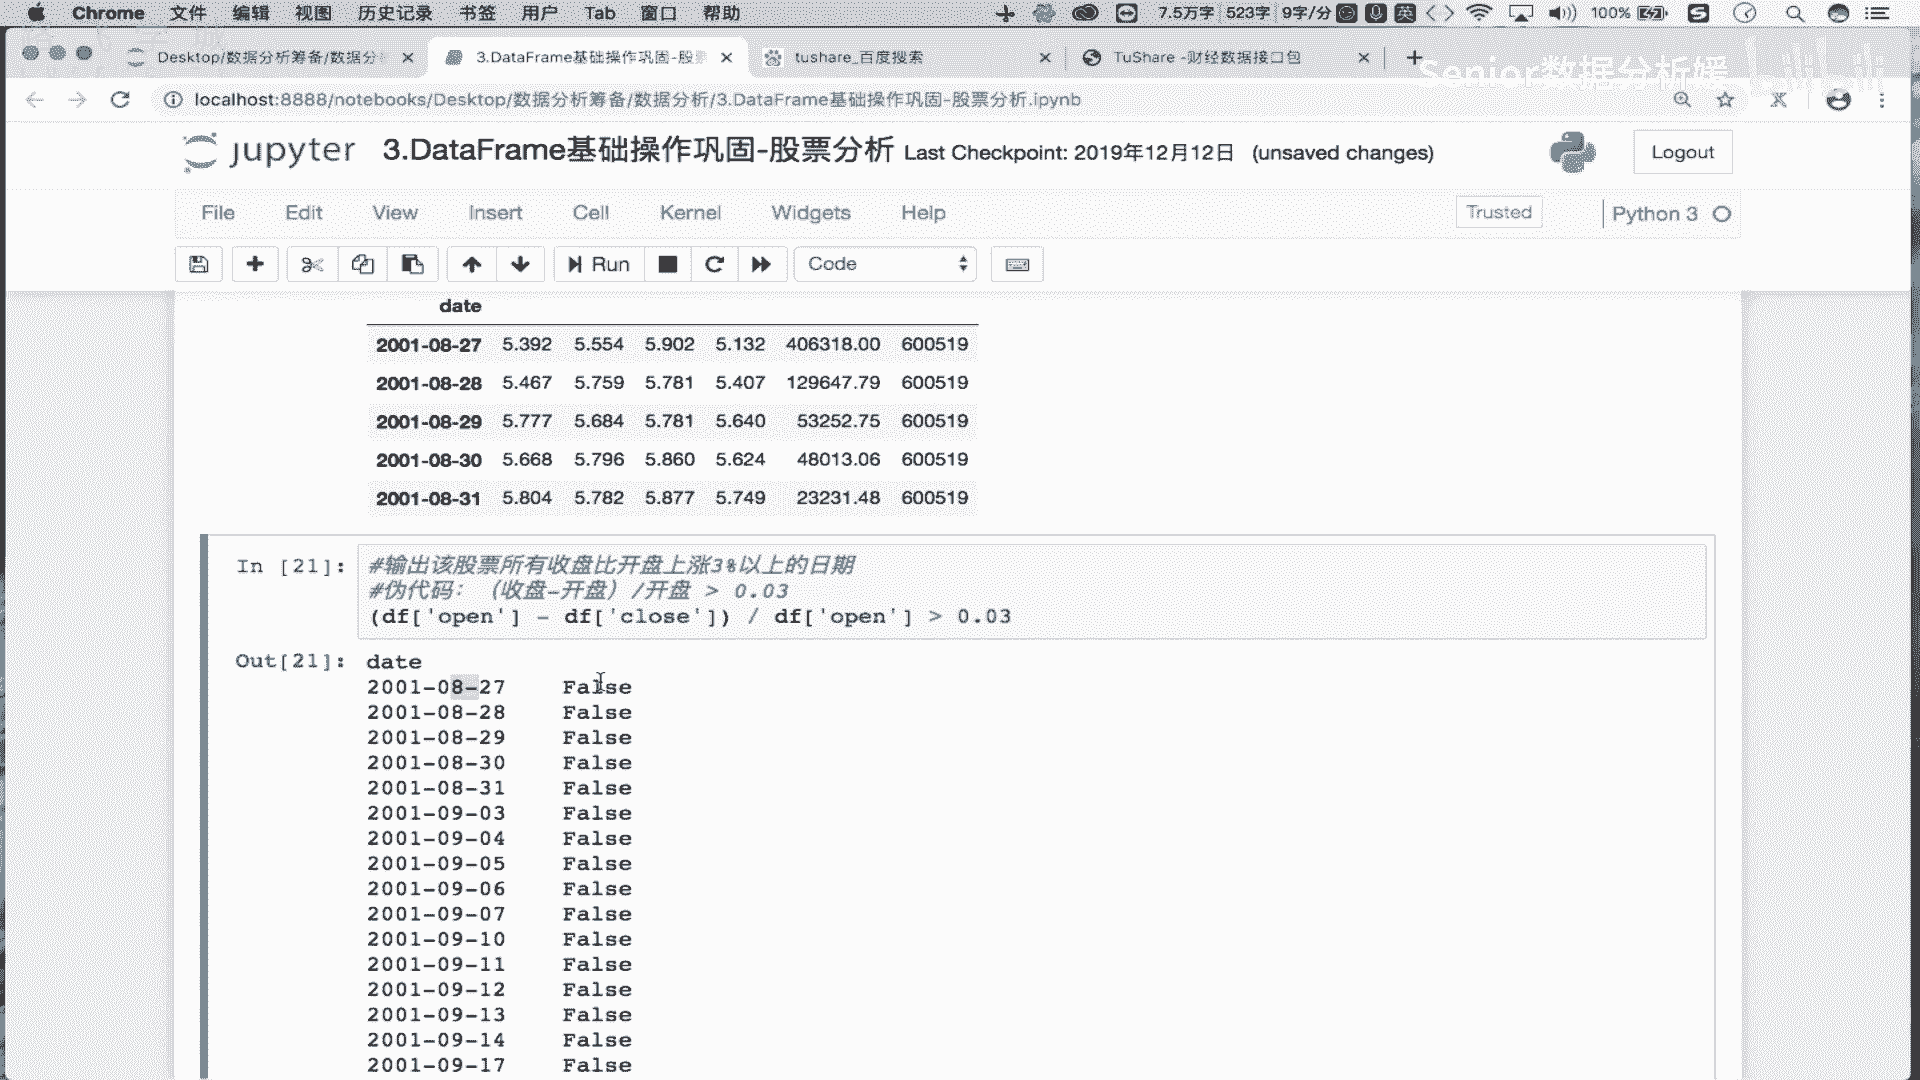 Chrome 文件 编辑 视图 历史记录 书签 用户 Tab 窗口 帮助 7.5万字 523字 9字/分 英 100%
Desktop/数据分析筹备/数据分 3.DataFrame基础操作巩固-股 tushare_百度搜索 TuShare -财经数据接口包
Senior数据分析媛 bilibili
localhost:8888/notebooks/Desktop/数据分析筹备/数据分析/3.DataFrame基础操作巩固-股票分析.ipynb
jupyter 3.DataFrame基础操作巩固-股票分析 Last Checkpoint: 2019年12月12日 (unsaved changes) Logout
File Edit View Insert Cell Kernel Widgets Help Trusted Python 3
Run Code
date
2001-08-27 5.392 5.554 5.902 5.132 406318.00 600519
2001-08-28 5.467 5.759 5.781 5.407 129647.79 600519
2001-08-29 5.777 5.684 5.781 5.640 53252.75 600519
2001-08-30 5.668 5.796 5.860 5.624 48013.06 600519
2001-08-31 5.804 5.782 5.877 5.749 23231.48 600519
In [21]: #输出该股票所有收盘比开盘上涨3%以上的日期
#伪代码：（收盘-开盘）/开盘 > 0.03
(df['open'] - df['close']) / df['open'] > 0.03
Out[21]: date
2001-08-27 False
2001-08-28 False
2001-08-29 False
2001-08-30 False
2001-08-31 False
2001-09-03 False
2001-09-04 False
2001-09-05 False
2001-09-06 False
2001-09-07 False
2001-09-10 False
2001-09-11 False
2001-09-12 False
2001-09-13 False
2001-09-14 False
2001-09-17 False